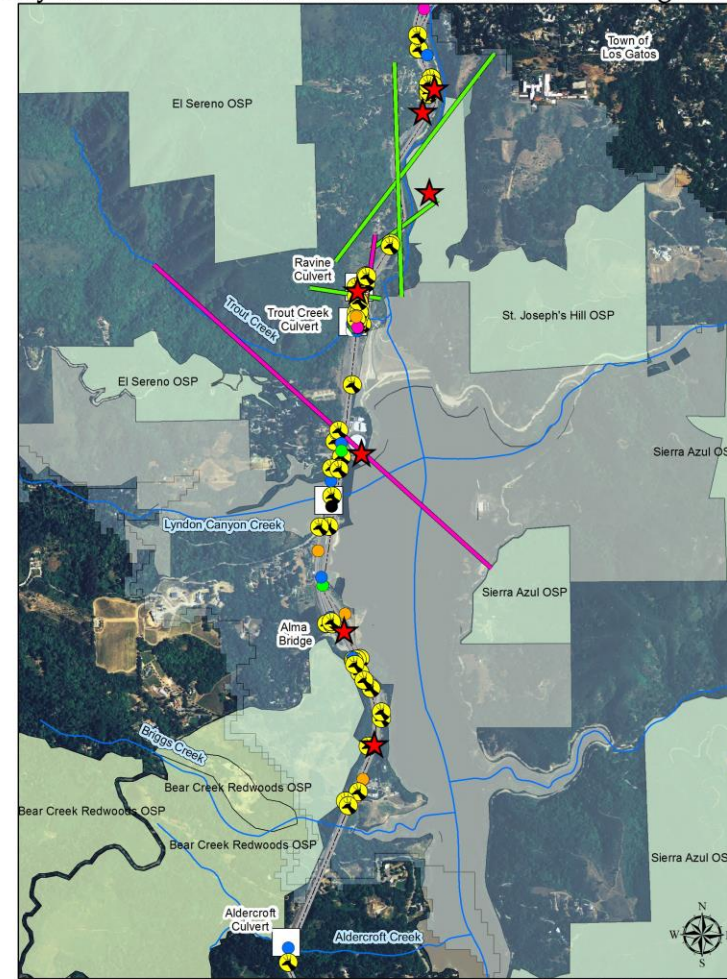 Town of
Los Gatos
El Sereno OSP
Ravine
Culvert
Trout Creek
Culvert
Trout Creek
St. Joseph's Hill OSP
El Sereno OSP
Sierra Azul OS
Lyndon Canyon Creek
Sierra Azul OSP
Alma
Bridge
Briggs Creek
Bear Creek Redwoods OSP
Bear Creek Redwoods OSP
Bear Creek Redwoods OSP
Sierra Azul OS
Aldercroft
Culvert
Aldercroft Creek
N
W E
S